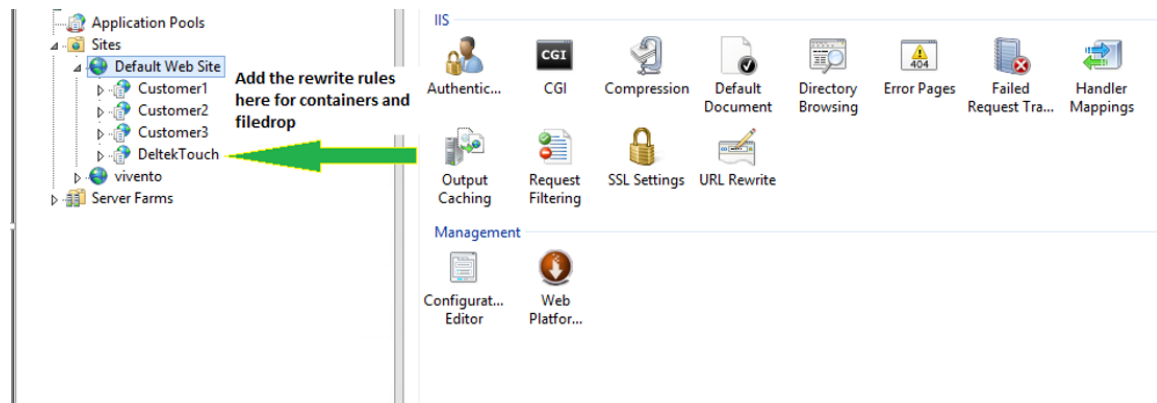 Application Pools
Sites
Default Web Site
Customer1
Customer2
Customer3
DeltekTouch
vivento
Server Farms
Add the rewrite rules
here for containers and
filedrop
IIS
CGI
404
Authentic...
CGI
Compression
Default
Document
Directory
Browsing
Error Pages
Failed
Request Tra...
Handler
Mappings
Output
Caching
Request
Filtering
SSL Settings
URL Rewrite
Management
Configurat...
Editor
Web
Platfor...